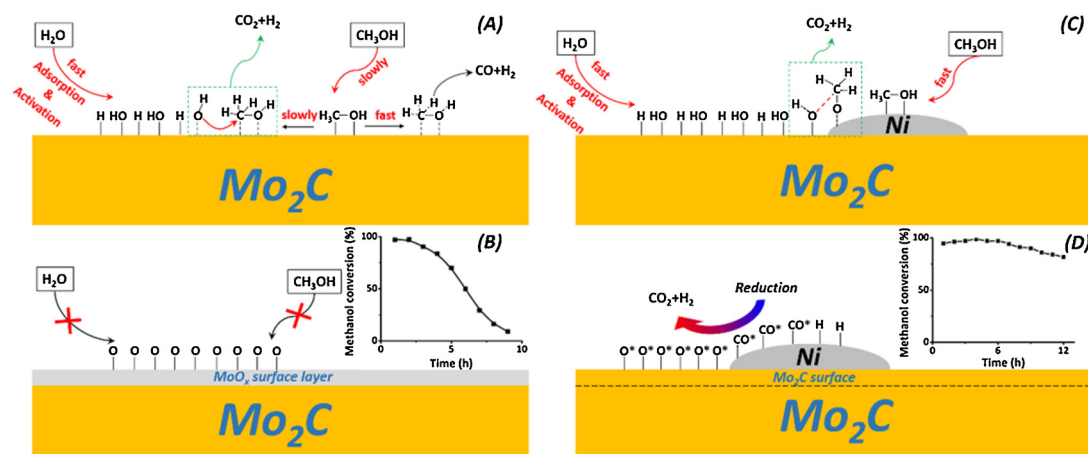 (A)
H₂O
fast
Adsorption
&
Activation
CO₂+H₂
CH₃OH
slowly
CO+H₂
H HO H HO H
H
O
H
H C O H
slowly
H₃C—OH
fast
H
H C O H
Mo₂C
(B)
H₂O
CH₃OH
O O O O O O O O O
MoOₓ surface layer
Mo₂C
Methanol conversion (%)
100
50
0
0 5 10
Time (h)
(C)
H₂O
fast
Adsorption
&
Activation
CO₂+H₂
CH₃OH
fast
H HO H HO H HO H HO
H
O
H
C H
H
O
H₃C—OH
Ni
Mo₂C
(D)
CO₂+H₂
Reduction
O* O* O* O* O* O* CO* CO* CO* H H
Ni
Mo₂C surface
Mo₂C
Methanol conversion (%)
100
50
0
0 6 12
Time (h)